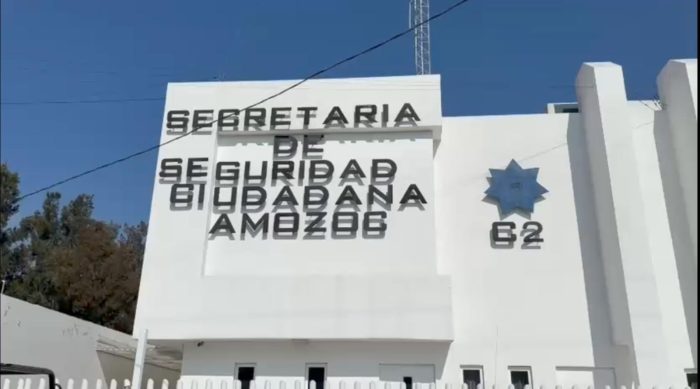 SECRETARIA
DE
SEGURIDAD
CIUDADANA
AMOZOC
C2